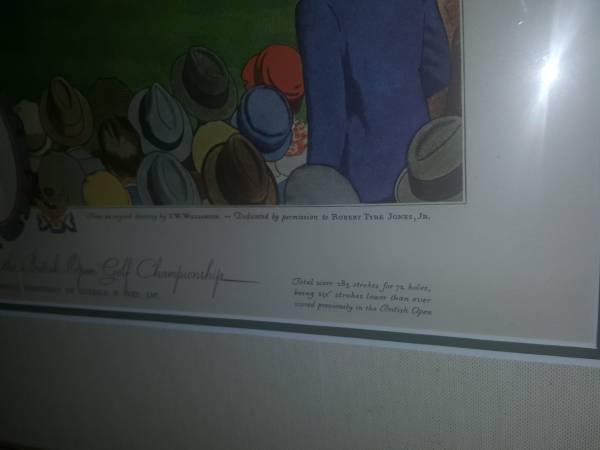 From an original drawing by J.W. Williamson. — Dedicated by permission to Robert Tyre Jones, Jr.
the British Open Golf Championship
Total score 285 strokes for 72 holes,
being six strokes lower than ever
scored previously in the British Open